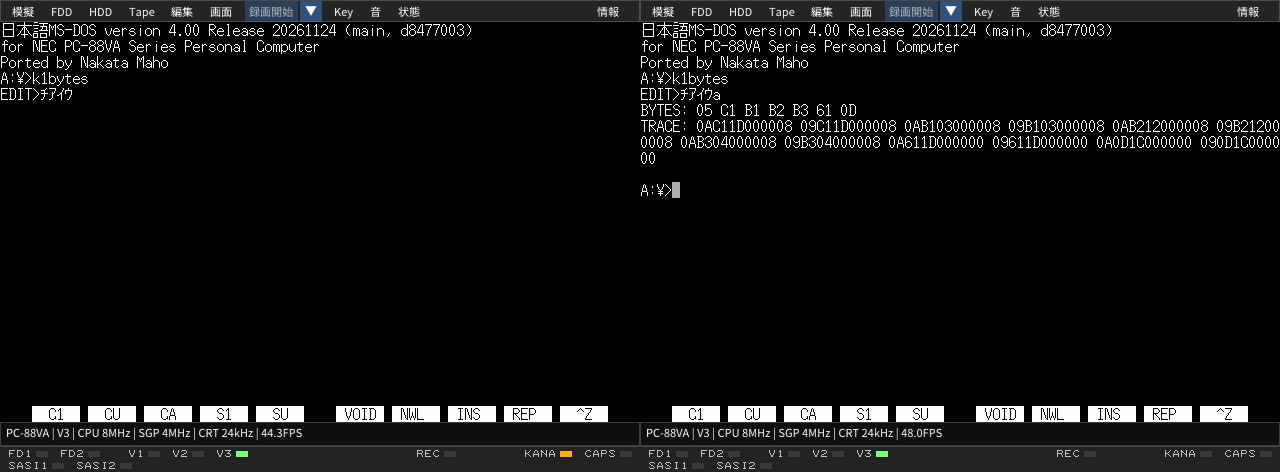 模擬 FDD HDD Tape 編集 画面 録画開始 ▼ Key 音 状態 情報
日本語MS-DOS version 4.00 Release 20261124 (main, d8477003)
for NEC PC-88VA Series Personal Computer
Ported by Nakata Maho
A:¥>k1bytes
EDIT>ﾁｱｲｳ
C1 CU CA S1 SU VOID NWL INS REP ^Z
PC-88VA | V3 | CPU 8MHz | SGP 4MHz | CRT 24kHz | 44.3FPS
FD1 FD2 V1 V2 V3 REC KANA CAPS
SASI1 SASI2
模擬 FDD HDD Tape 編集 画面 録画開始 ▼ Key 音 状態 情報
日本語MS-DOS version 4.00 Release 20261124 (main, d8477003)
for NEC PC-88VA Series Personal Computer
Ported by Nakata Maho
A:¥>k1bytes
EDIT>ﾁｱｲｳa
BYTES: 05 C1 B1 B2 B3 61 0D
TRACE: 0AC11D000008 09C11D000008 0AB103000008 09B103000008 0AB212000008 09B21200
0008 0AB304000008 09B304000008 0A611D000000 09611D000000 0A0D1C000000 090D1C0000
00
A:¥>
C1 CU CA S1 SU VOID NWL INS REP ^Z
PC-88VA | V3 | CPU 8MHz | SGP 4MHz | CRT 24kHz | 48.0FPS
FD1 FD2 V1 V2 V3 REC KANA CAPS
SASI1 SASI2